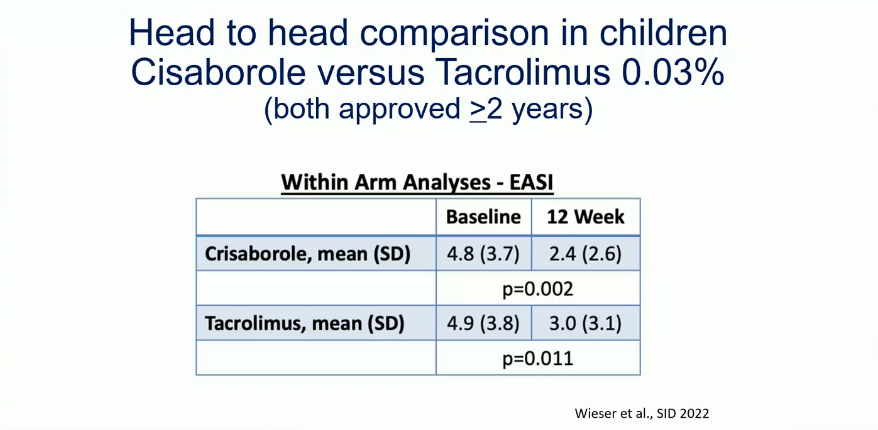 Head to head comparison in children
Cisaborole versus Tacrolimus 0.03%
(both approved ≥2 years)
Within Arm Analyses - EASI
Baseline 12 Week
Crisaborole, mean (SD) 4.8 (3.7) 2.4 (2.6)
p=0.002
Tacrolimus, mean (SD) 4.9 (3.8) 3.0 (3.1)
p=0.011
Wieser et al., SID 2022